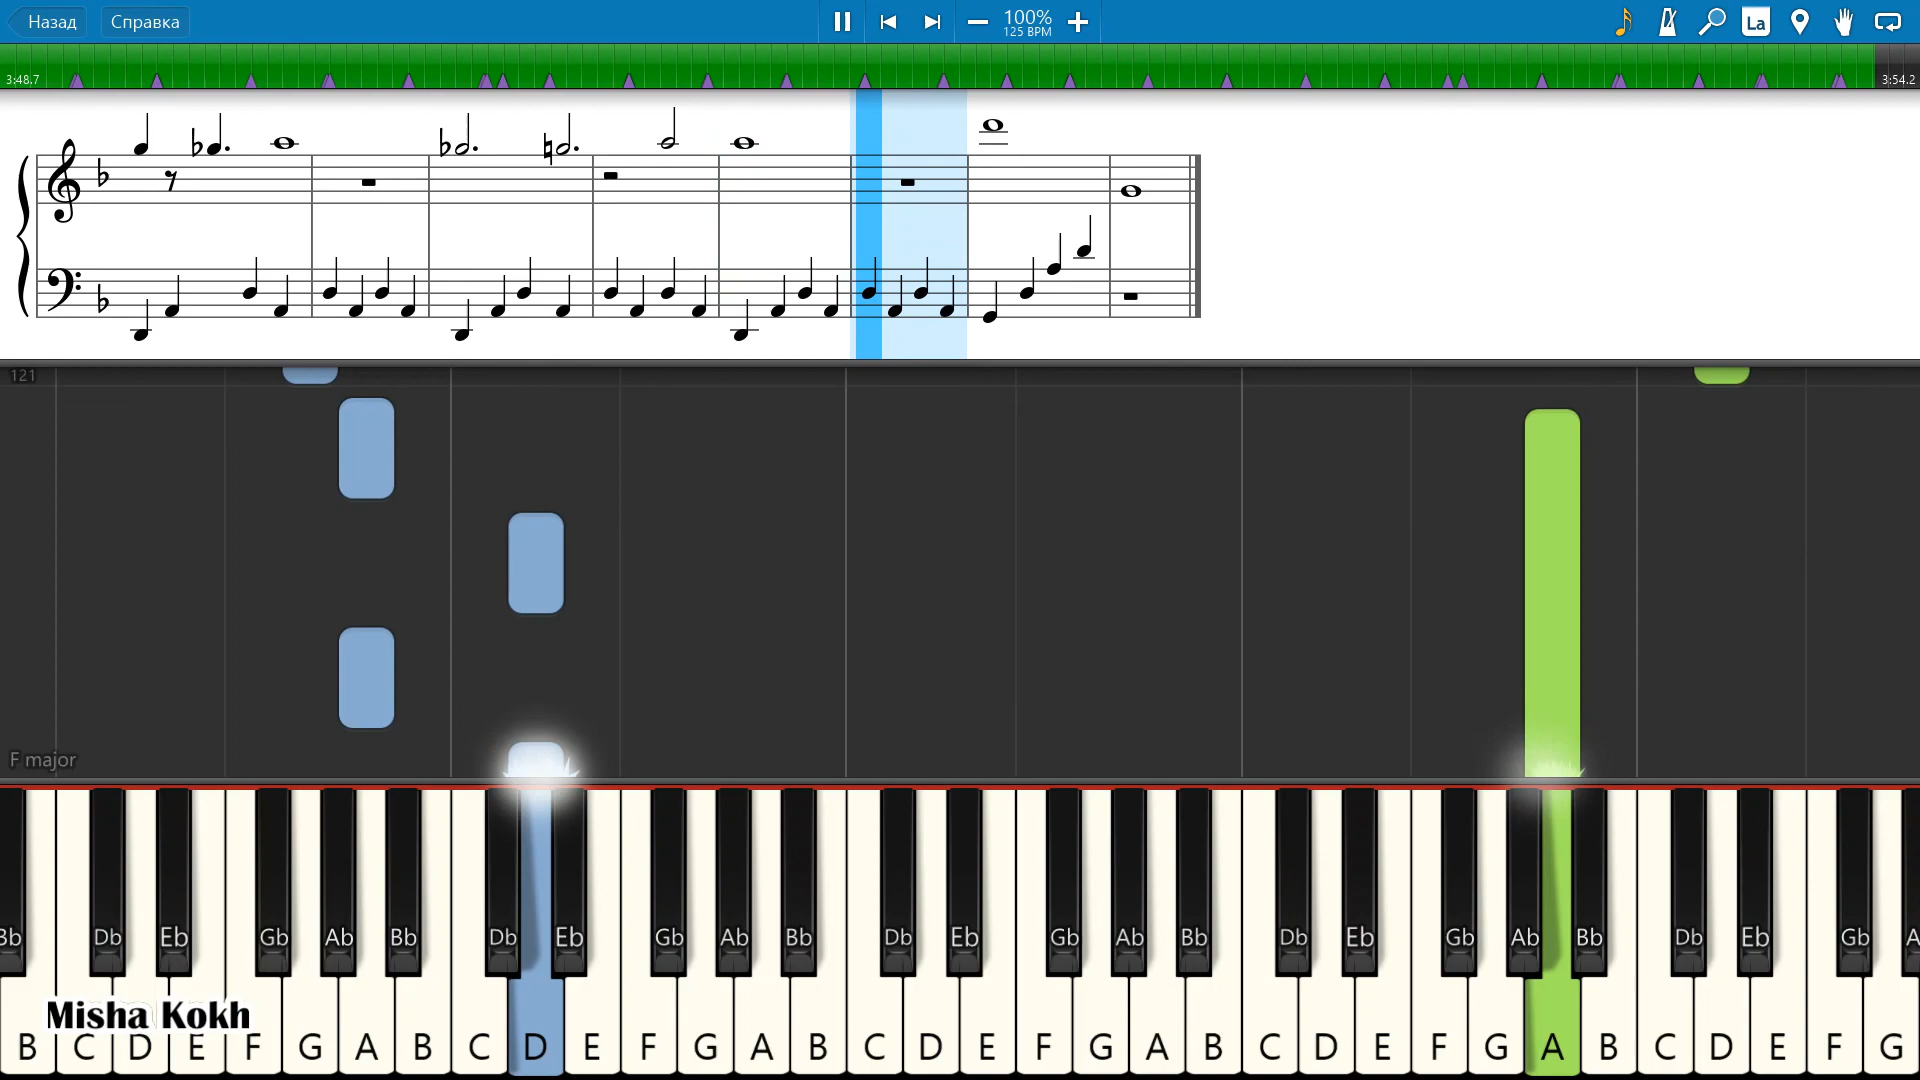 Назад Справка 100% La
125 BPM
3:48.7 3:54.2
121
F major
Bb Db Eb Gb Ab Bb Db Eb Gb Ab Bb Db Eb Gb Ab Bb Db Eb Gb Ab Bb Db Eb Gb A
Misha Kokh
B C D E F G A B C D E F G A B C D E F G A B C D E F G A B C D E F G